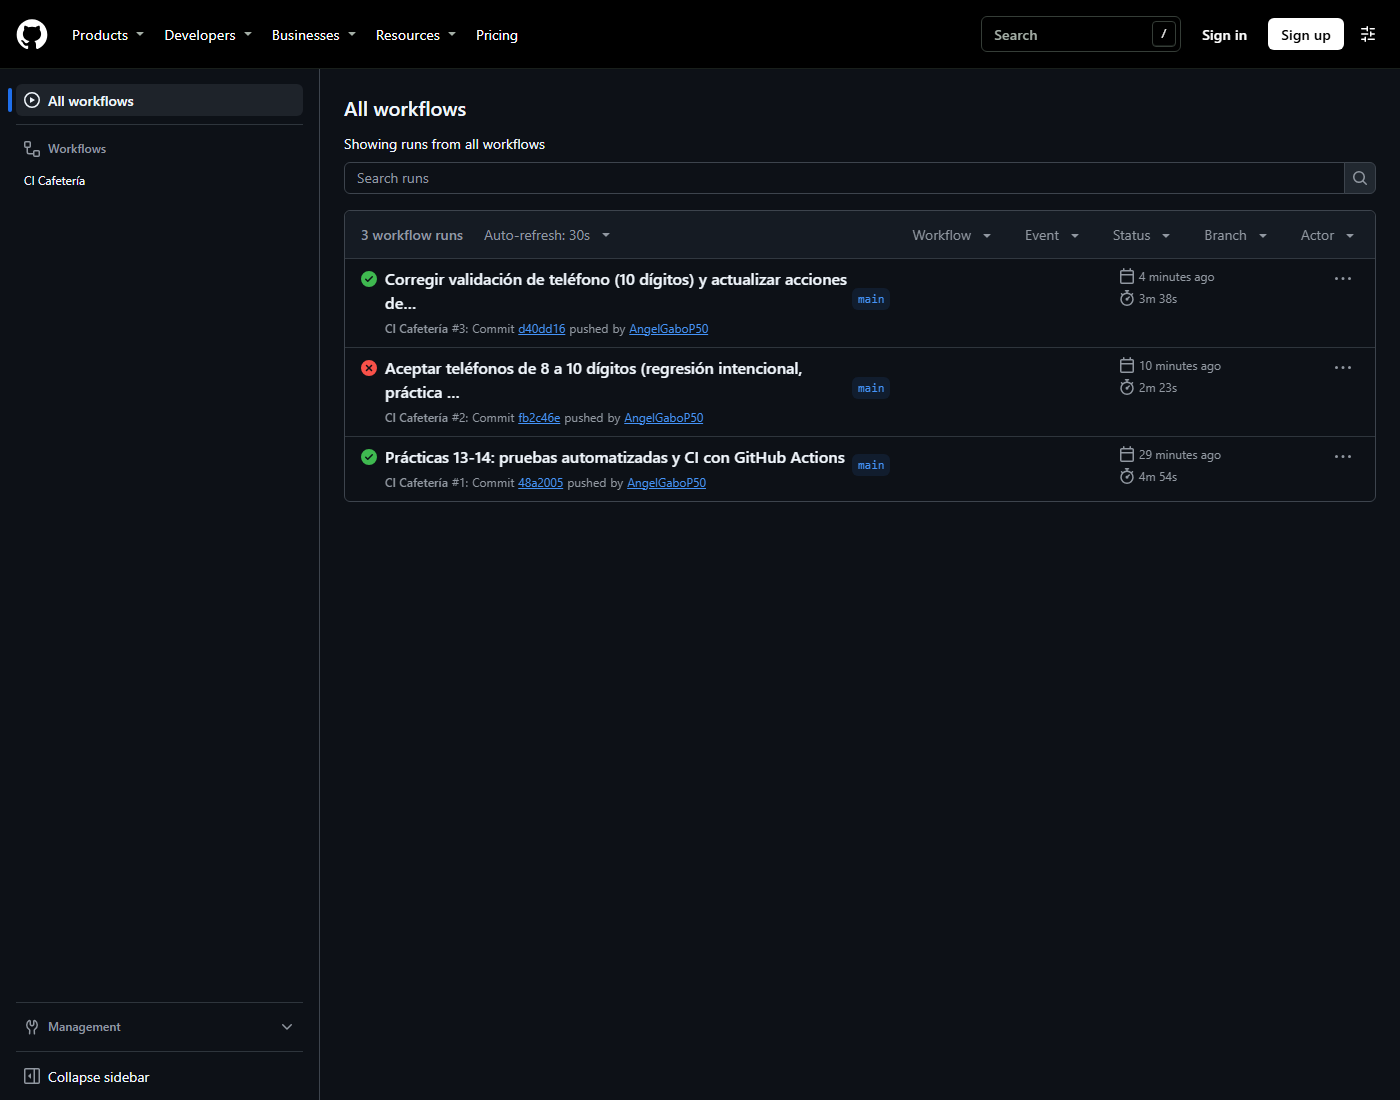 Products
Developers
Businesses
Resources
Pricing
Search
/
Sign in
Sign up
All workflows
Workflows
CI Cafetería
Management
Collapse sidebar
All workflows
Showing runs from all workflows
Search runs
3 workflow runs
Auto-refresh: 30s
Workflow
Event
Status
Branch
Actor
Corregir validación de teléfono (10 dígitos) y actualizar acciones
de...
main
CI Cafetería #3: Commit d40dd16 pushed by AngelGaboP50
4 minutes ago
3m 38s
Aceptar teléfonos de 8 a 10 dígitos (regresión intencional,
práctica ...
main
CI Cafetería #2: Commit fb2c46e pushed by AngelGaboP50
10 minutes ago
2m 23s
Prácticas 13-14: pruebas automatizadas y CI con GitHub Actions
main
CI Cafetería #1: Commit 48a2005 pushed by AngelGaboP50
29 minutes ago
4m 54s